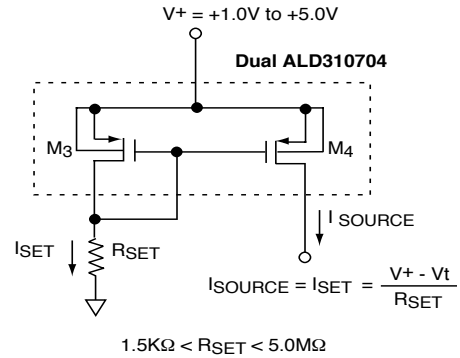 V+ = +1.0V to +5.0V
Dual ALD310704
M3
M4
ISET
RSET
I SOURCE
ISOURCE = ISET = V+ - Vt
RSET
1.5KΩ < RSET < 5.0MΩ